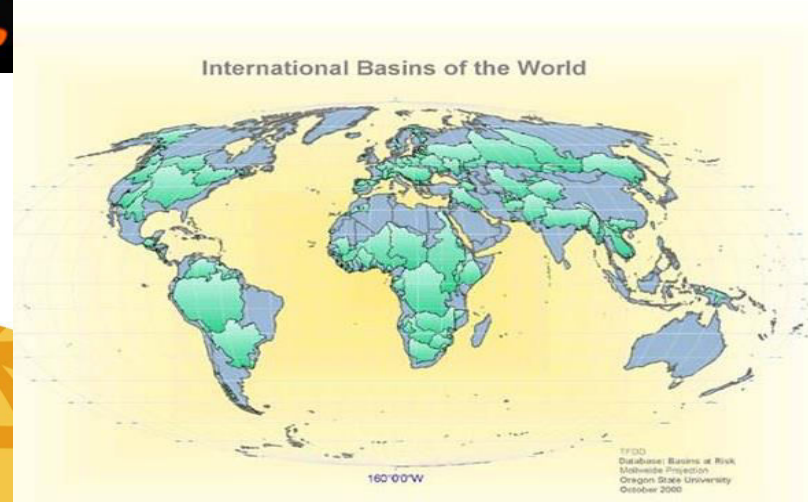 International Basins of the World
160°0'0"W
TFDD
Database: Basins at Risk
Mollweide Projection
Oregon State University
October 2000